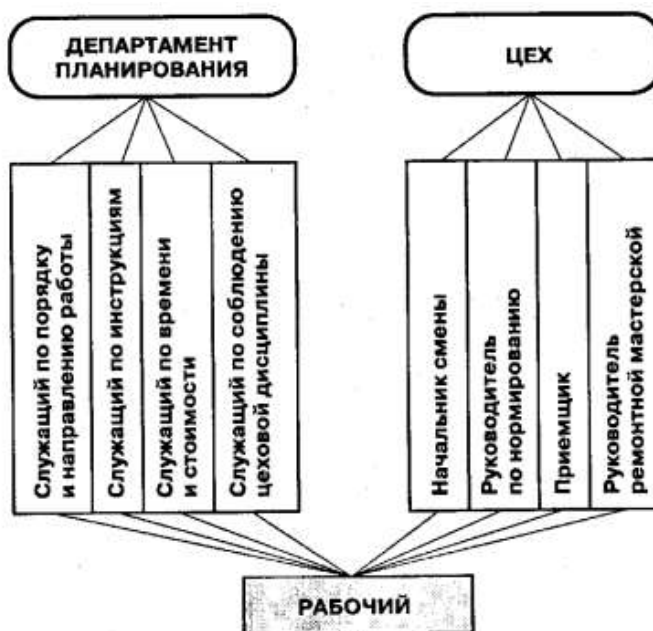 ДЕПАРТАМЕНТ
ПЛАНИРОВАНИЯ
ЦЕХ
Служащий по порядку
и направлению работы
Служащий по инструкциям
Служащий по времени
и стоимости
Служащий по соблюдению
цеховой дисциплины
Начальник смены
Руководитель
по нормированию
Приемщик
Руководитель
ремонтной мастерской
РАБОЧИЙ